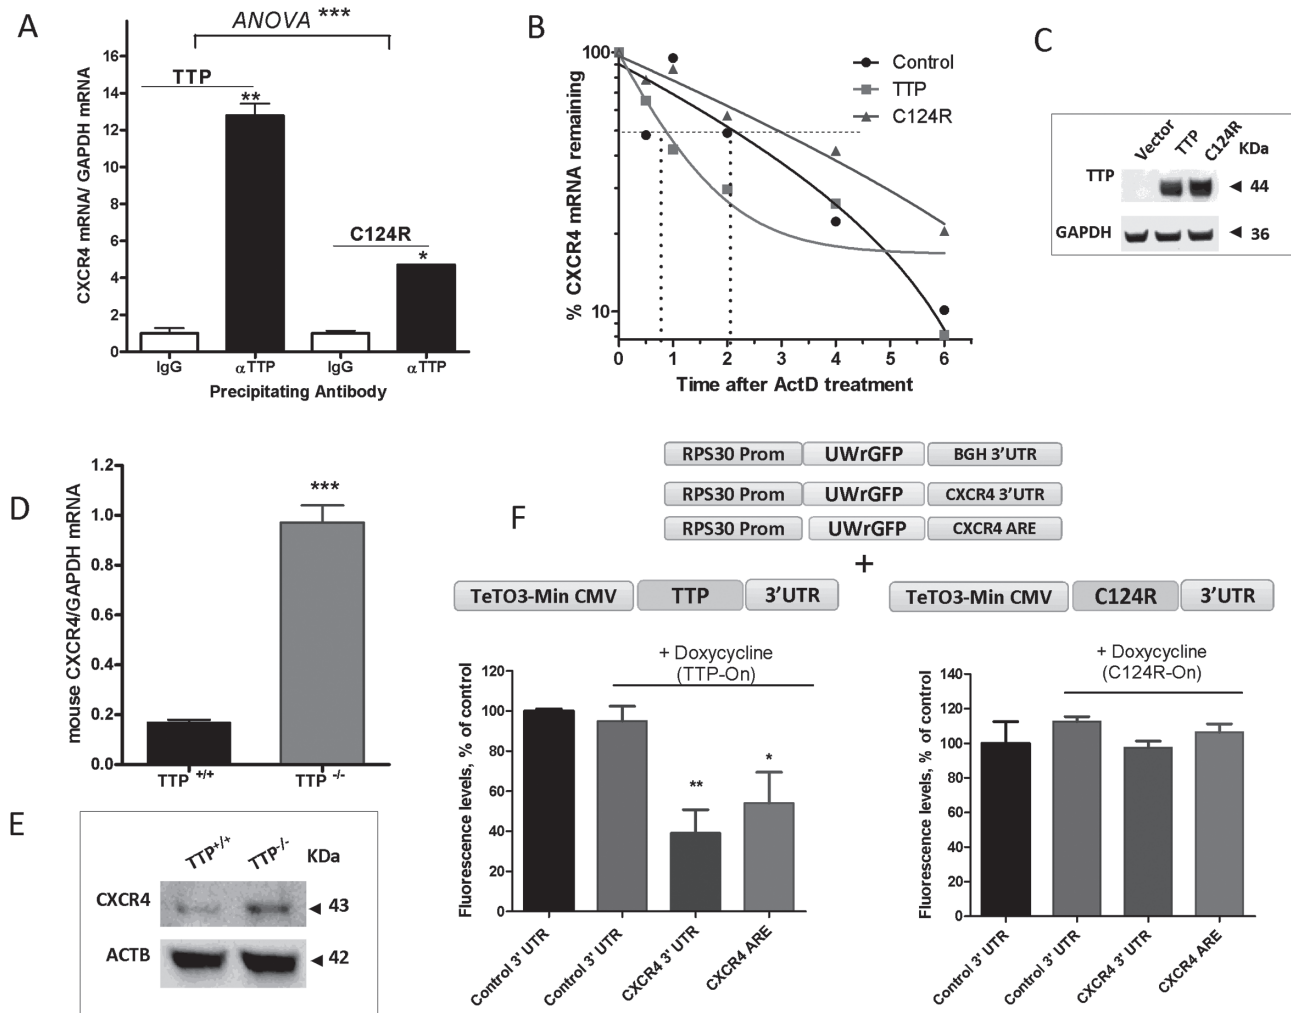 A
ANOVA ***
CXCR4 mRNA/ GAPDH mRNA
16
14
12
10
8
6
4
2
0
TTP
**
C124R
*
IgG
αTTP
IgG
αTTP
Precipitating Antibody
B
% CXCR4 mRNA remaining
100
10
Control
TTP
C124R
0 1 2 3 4 5 6
Time after ActD treatment
C
Vector
TTP
C124R
KDa
TTP
44
GAPDH
36
D
mouse CXCR4/GAPDH mRNA
1.2
1.0
0.8
0.6
0.4
0.2
0.0
***
TTP +/+
TTP -/-
E
TTP+/+
TTP-/-
KDa
CXCR4
43
ACTB
42
F
RPS30 Prom UWrGFP BGH 3'UTR
RPS30 Prom UWrGFP CXCR4 3'UTR
RPS30 Prom UWrGFP CXCR4 ARE
+
TeTO3-Min CMV TTP 3'UTR
TeTO3-Min CMV C124R 3'UTR
+ Doxycycline
(TTP-On)
Fluorescence levels, % of control
120
100
80
60
40
20
0
**
*
Control 3' UTR
Control 3' UTR
CXCR4 3' UTR
CXCR4 ARE
+ Doxycycline
(C124R-On)
Fluorescence levels, % of control
140
120
100
80
60
40
20
0
Control 3' UTR
Control 3' UTR
CXCR4 3' UTR
CXCR4 ARE